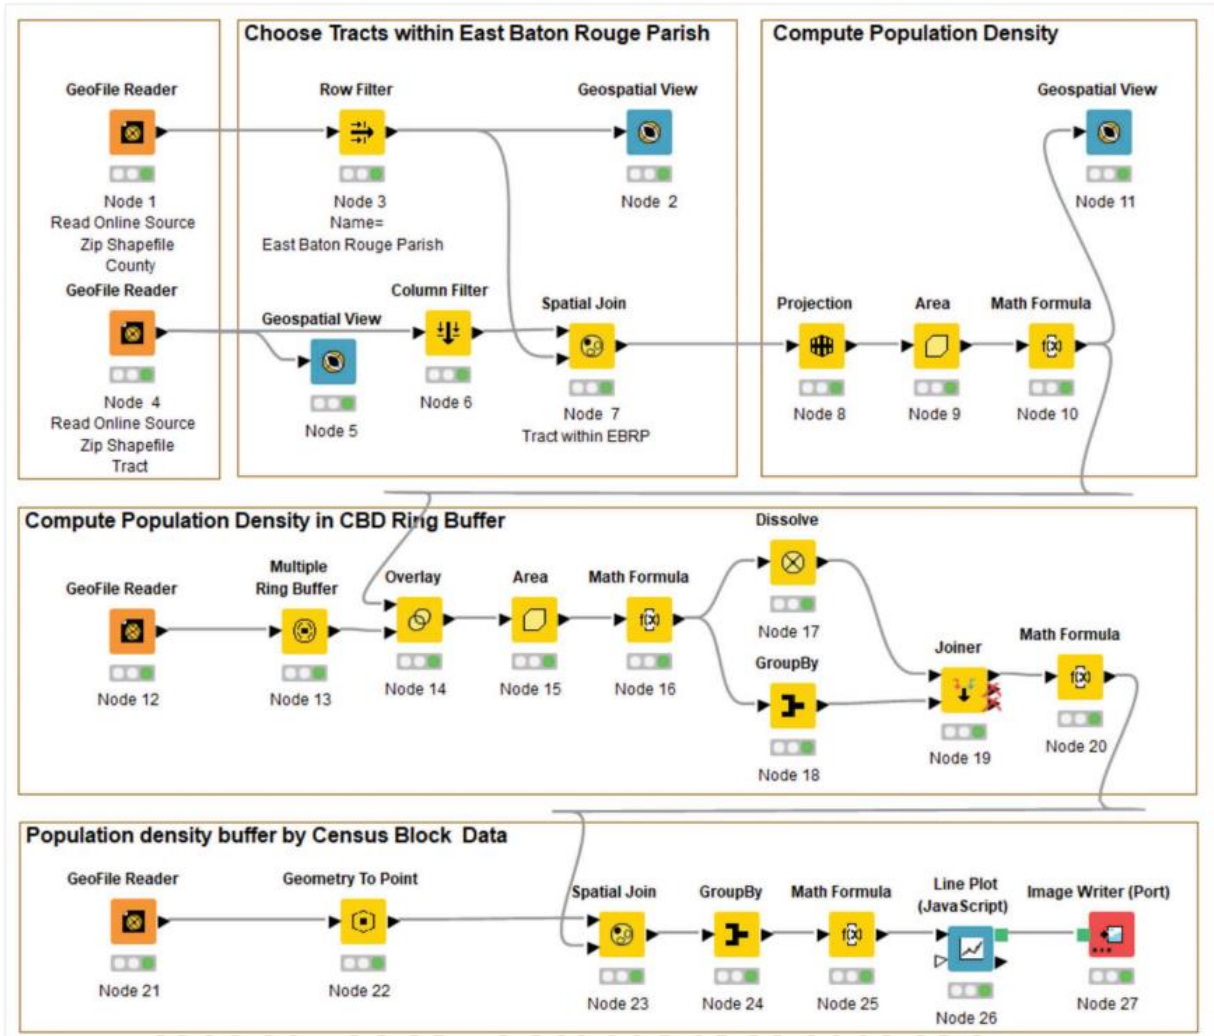 Choose Tracts within East Baton Rouge Parish
Compute Population Density
GeoFile Reader
Row Filter
Geospatial View
Geospatial View
Node 1
Read Online Source
Zip Shapefile
County
Node 3
Name=
East Baton Rouge Parish
Node 2
Node 11
GeoFile Reader
Geospatial View
Column Filter
Spatial Join
Projection
Area
Math Formula
f(x)
Node 4
Read Online Source
Zip Shapefile
Tract
Node 5
Node 6
Node 7
Tract within EBRP
Node 8
Node 9
Node 10
Compute Population Density in CBD Ring Buffer
GeoFile Reader
Multiple
Ring Buffer
Overlay
Area
Math Formula
f(x)
Dissolve
Node 17
GroupBy
Node 18
Joiner
Math Formula
f(x)
Node 12
Node 13
Node 14
Node 15
Node 16
Node 19
Node 20
Population density buffer by Census Block Data
GeoFile Reader
Geometry To Point
Spatial Join
GroupBy
Math Formula
f(x)
Line Plot
(JavaScript)
Image Writer (Port)
Node 21
Node 22
Node 23
Node 24
Node 25
Node 26
Node 27